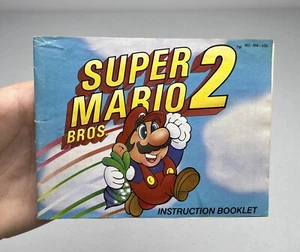 SUPER
MARIO 2
BROS.
INSTRUCTION BOOKLET